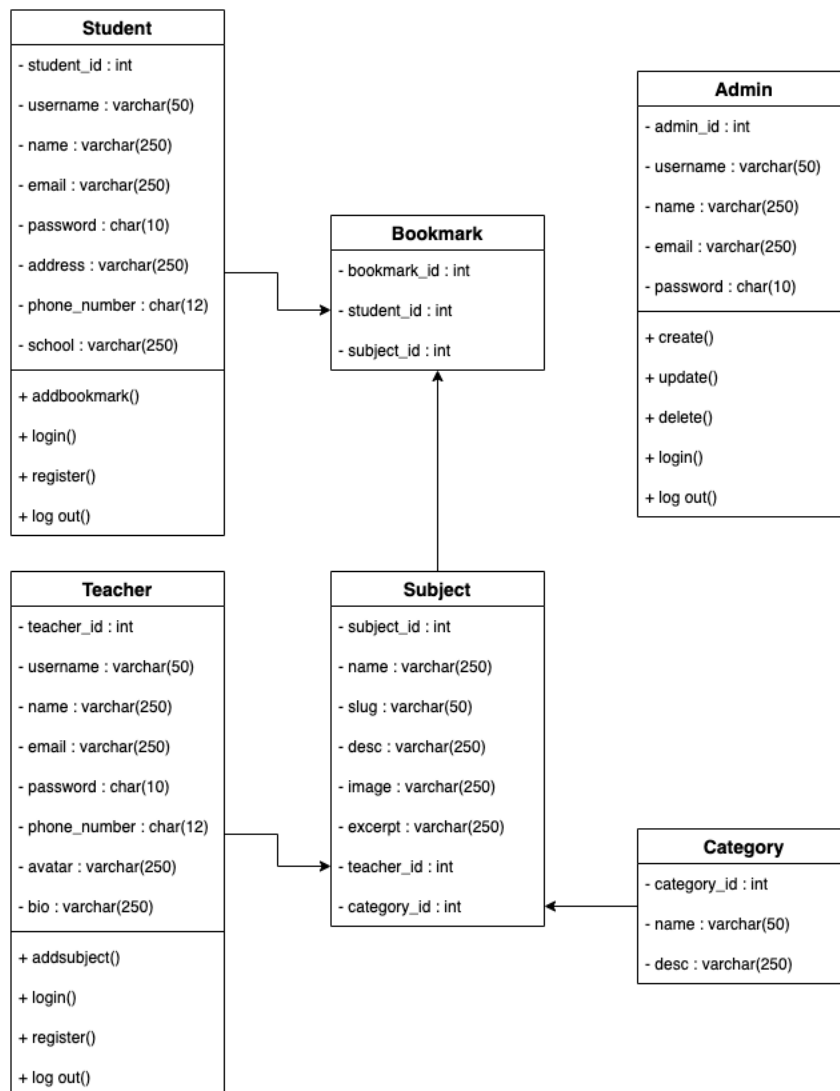 Student
- student_id : int
- username : varchar(50)
- name : varchar(250)
- email : varchar(250)
- password : char(10)
- address : varchar(250)
- phone_number : char(12)
- school : varchar(250)
+ addbookmark()
+ login()
+ register()
+ log out()
Bookmark
- bookmark_id : int
- student_id : int
- subject_id : int
Admin
- admin_id : int
- username : varchar(50)
- name : varchar(250)
- email : varchar(250)
- password : char(10)
+ create()
+ update()
+ delete()
+ login()
+ log out()
Teacher
- teacher_id : int
- username : varchar(50)
- name : varchar(250)
- email : varchar(250)
- password : char(10)
- phone_number : char(12)
- avatar : varchar(250)
- bio : varchar(250)
+ addsubject()
+ login()
+ register()
+ log out()
Subject
- subject_id : int
- name : varchar(250)
- slug : varchar(50)
- desc : varchar(250)
- image : varchar(250)
- excerpt : varchar(250)
- teacher_id : int
- category_id : int
Category
- category_id : int
- name : varchar(50)
- desc : varchar(250)